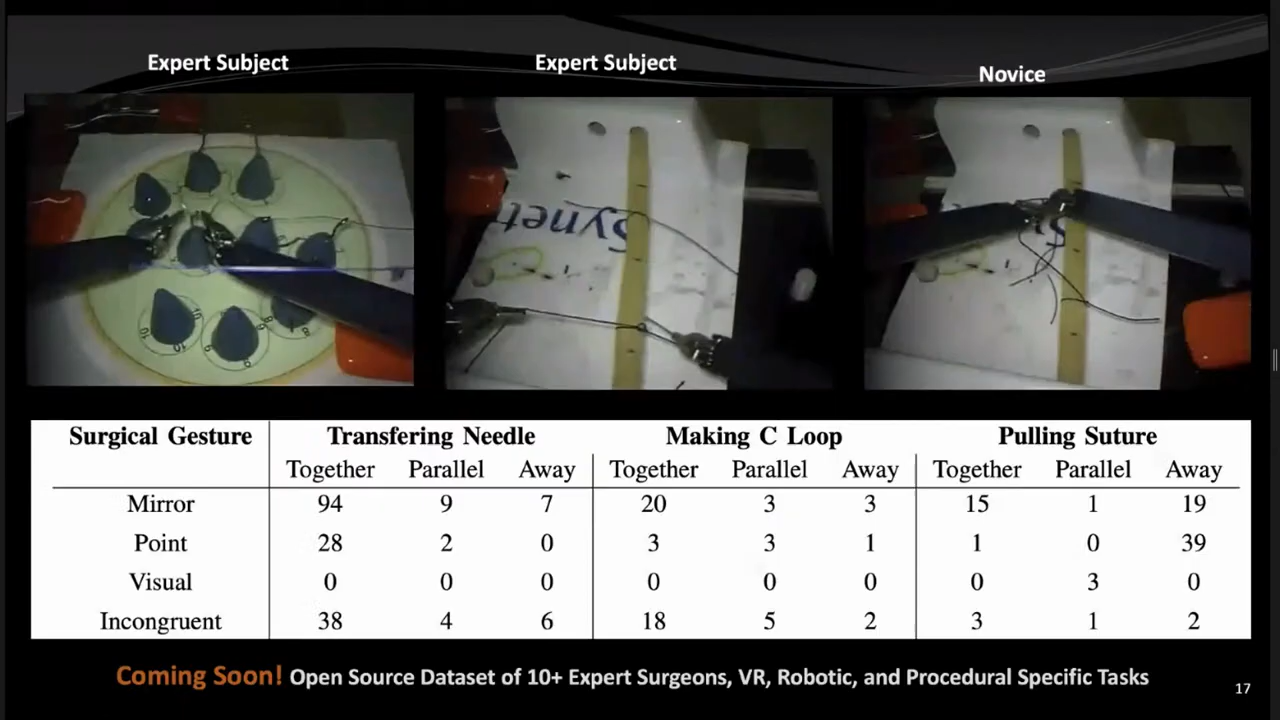 Expert Subject
Expert Subject
Novice
Synet
Surgical Gesture Transfering Needle Making C Loop Pulling Suture
Together Parallel Away Together Parallel Away Together Parallel Away
Mirror 94 9 7 20 3 3 15 1 19
Point 28 2 0 3 3 1 1 0 39
Visual 0 0 0 0 0 0 0 3 0
Incongruent 38 4 6 18 5 2 3 1 2
Coming Soon! Open Source Dataset of 10+ Expert Surgeons, VR, Robotic, and Procedural Specific Tasks
17